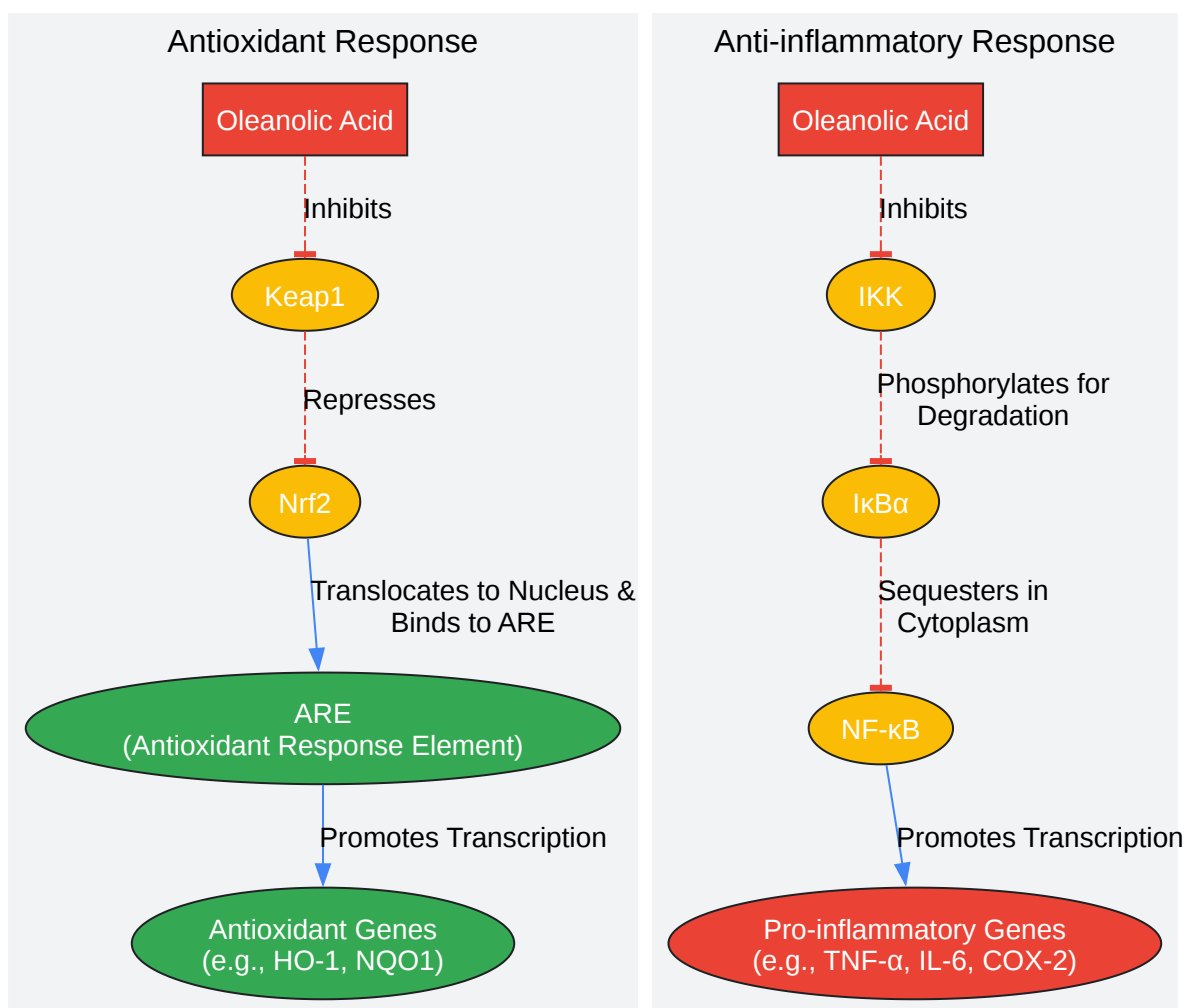 Antioxidant Response
Oleanolic Acid
Inhibits
Keap1
Represses
Nrf2
Translocates to Nucleus &
Binds to ARE
ARE
(Antioxidant Response Element)
Promotes Transcription
Antioxidant Genes
(e.g., HO-1, NQO1)
Anti-inflammatory Response
Oleanolic Acid
Inhibits
IKK
Phosphorylates for
Degradation
IκBα
Sequesters in
Cytoplasm
NF-κB
Promotes Transcription
Pro-inflammatory Genes
(e.g., TNF-α, IL-6, COX-2)